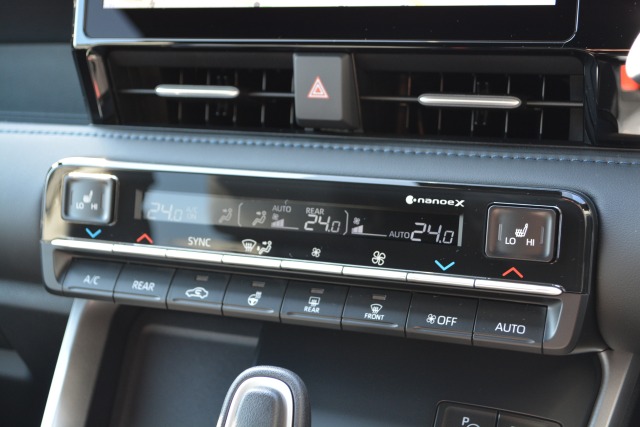 nanoeX
LO HI
24.0
AUTO
REAR
24.0
AUTO 24.0
LO HI
SYNC
A/C
REAR
REAR
FRONT
OFF
AUTO
P